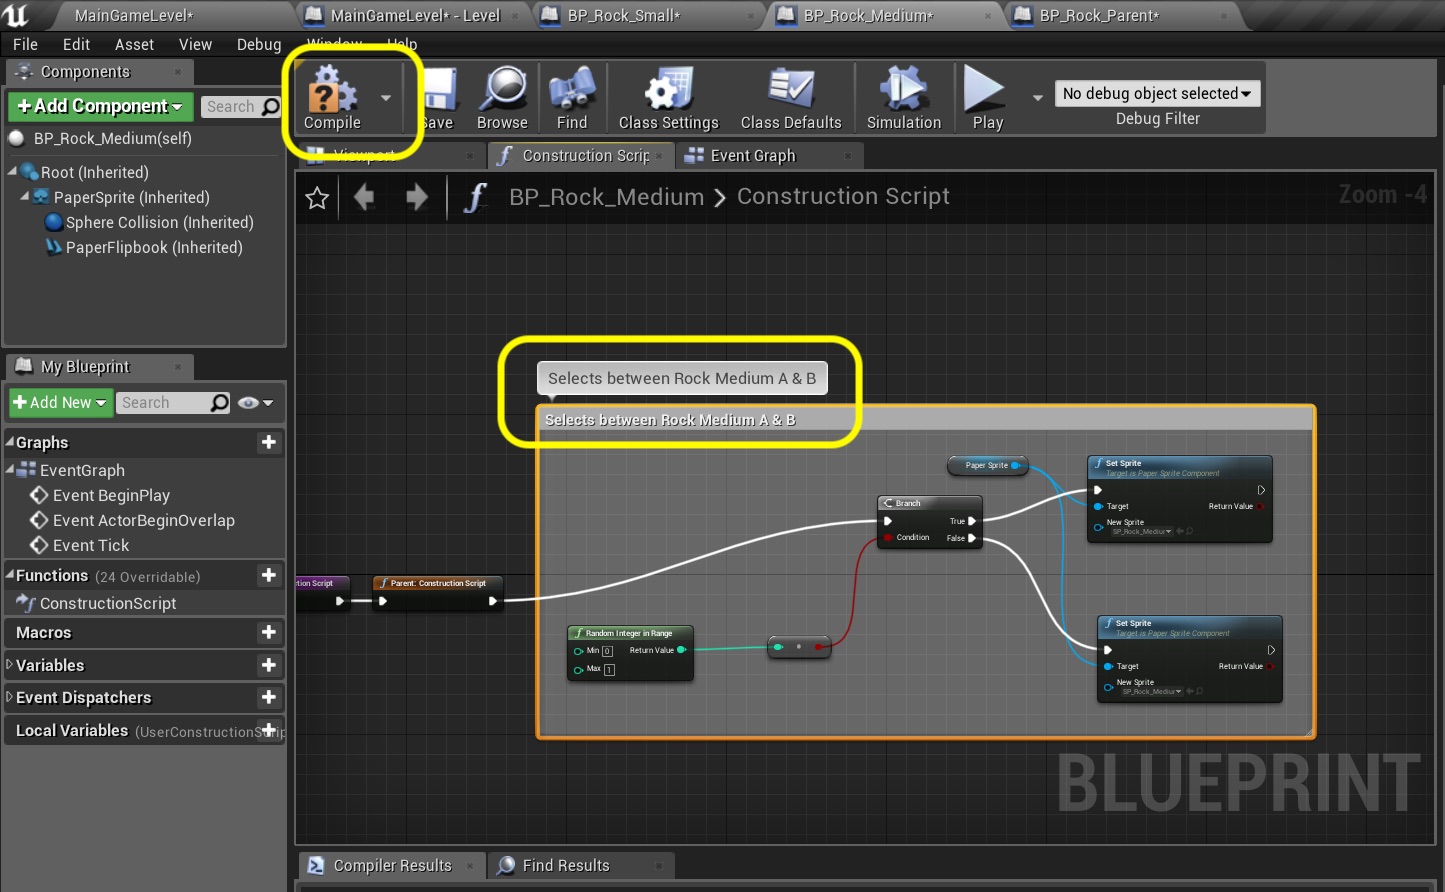 MainGameLevel*
MainGameLevel* - Level
BP_Rock_Small*
BP_Rock_Medium*
BP_Rock_Parent*
File Edit Asset View Debug Window Help
Components
+Add Component
Search
BP_Rock_Medium(self)
Root (Inherited)
PaperSprite (Inherited)
Sphere Collision (Inherited)
PaperFlipbook (Inherited)
Compile
Save
Browse
Find
Class Settings
Class Defaults
Simulation
Play
No debug object selected
Debug Filter
Viewport
Construction Scrip
Event Graph
BP_Rock_Medium > Construction Script
Zoom -4
My Blueprint
+Add New
Search
Graphs
EventGraph
Event BeginPlay
Event ActorBeginOverlap
Event Tick
Functions (24 Overridable)
ConstructionScript
Macros
Variables
Event Dispatchers
Local Variables (UserConstructionScrip
Selects between Rock Medium A & B
Selects between Rock Medium A & B
Paper Sprite
Set Sprite
Target is Paper Sprite Component
Target
Return Value
New Sprite
SP_Rock_Mediur
Branch
True
Condition
False
ction Script
Parent: Construction Script
Random Integer in Range
Min 0
Return Value
Max 1
Set Sprite
Target is Paper Sprite Component
Target
Return Value
New Sprite
SP_Rock_Mediur
BLUEPRINT
Compiler Results
Find Results